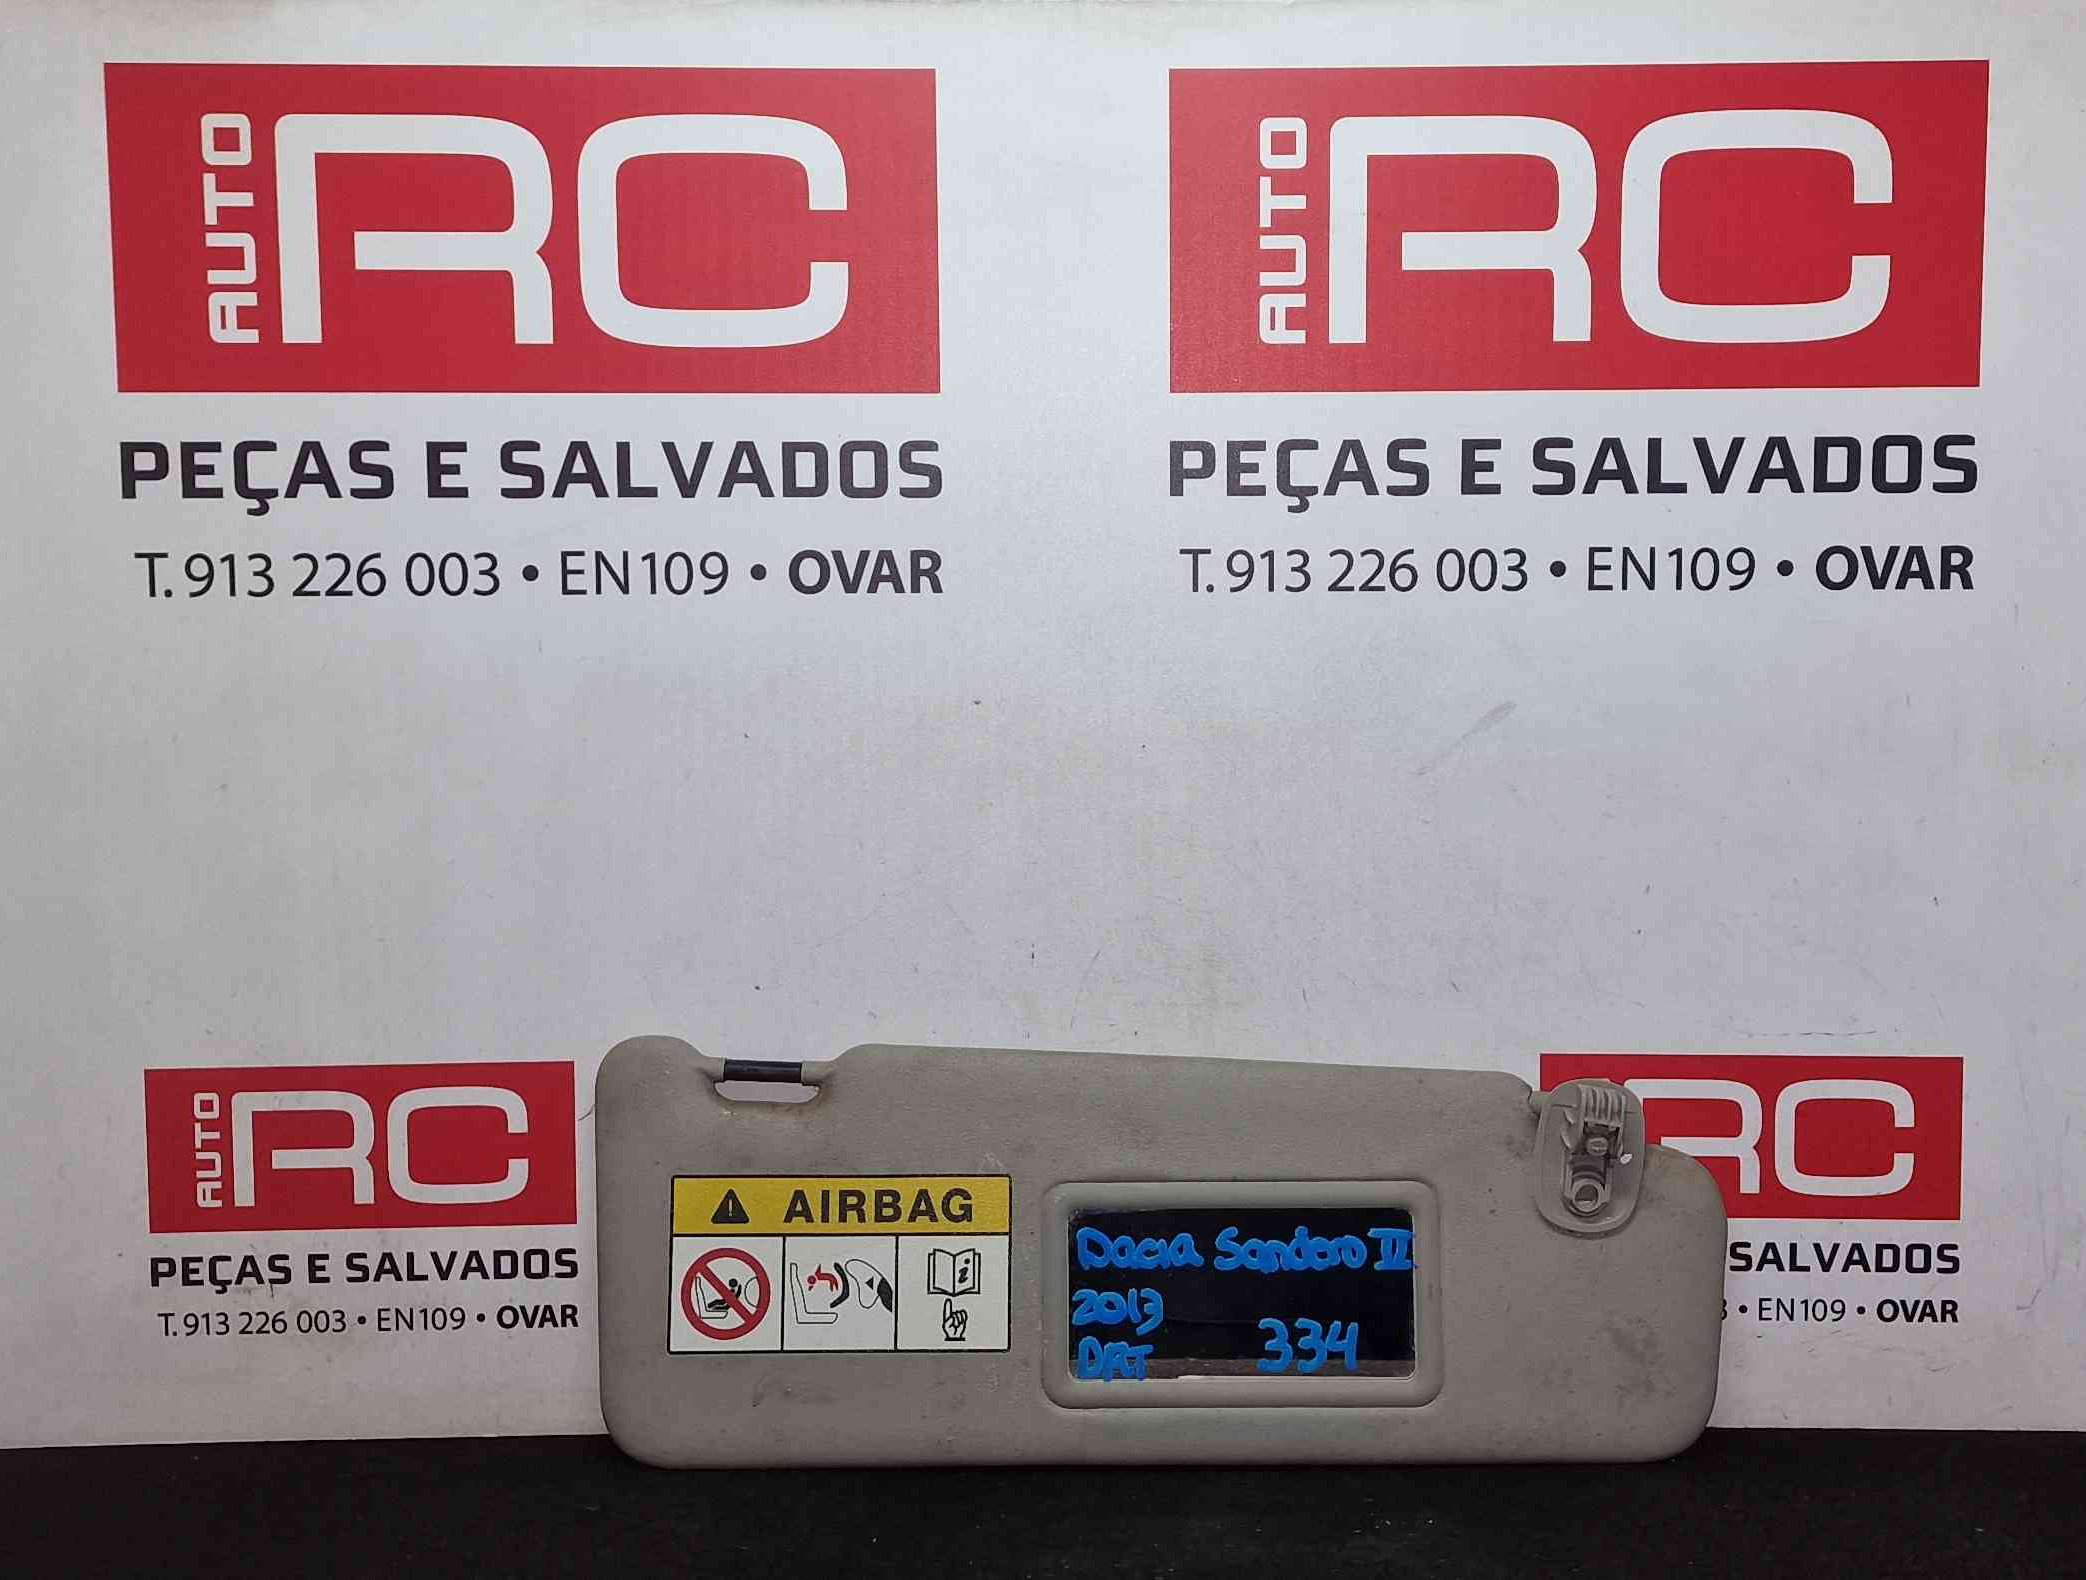 AUTO RC
PEÇAS E SALVADOS
T. 913 226 003 • EN109 • OVAR
AUTO RC
PEÇAS E SALVADOS
T. 913 226 003 • EN109 • OVAR
AUTO RC
PEÇAS E SALVADOS
T. 913 226 003 • EN109 • OVAR
AIRBAG
i
Dacia Sandero II
2013
DRT 334
RC
SALVADOS
3 • EN109 • OVAR